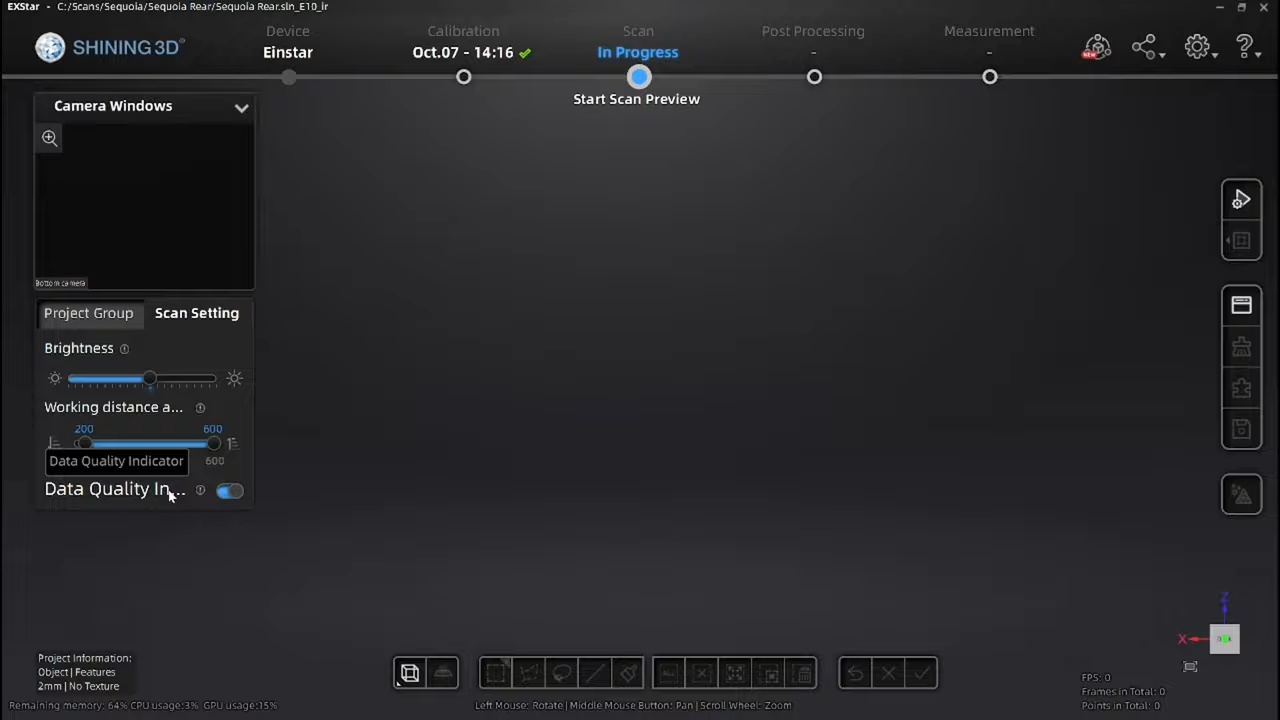 EXStar - C:/Scans/Sequoia/Sequoia Rear/Sequoia Rear.sln_E10_ir
SHINING 3D®
Device
Einstar
Calibration
Oct.07 - 14:16
Scan
In Progress
Post Processing
-
Measurement
-
NEW
Start Scan Preview
Camera Windows
Bottom camera
Project Group
Scan Setting
Brightness
Working distance a...
200
600
Data Quality Indicator
600
Data Quality In...
Project Information:
Object | Features
2mm | No Texture
Remaining memory: 64% CPU usage:3% GPU usage:15%
Left Mouse: Rotate | Middle Mouse Button: Pan | Scroll Wheel: Zoom
Z
X
FPS: 0
Frames in Total: 0
Points in Total: 0